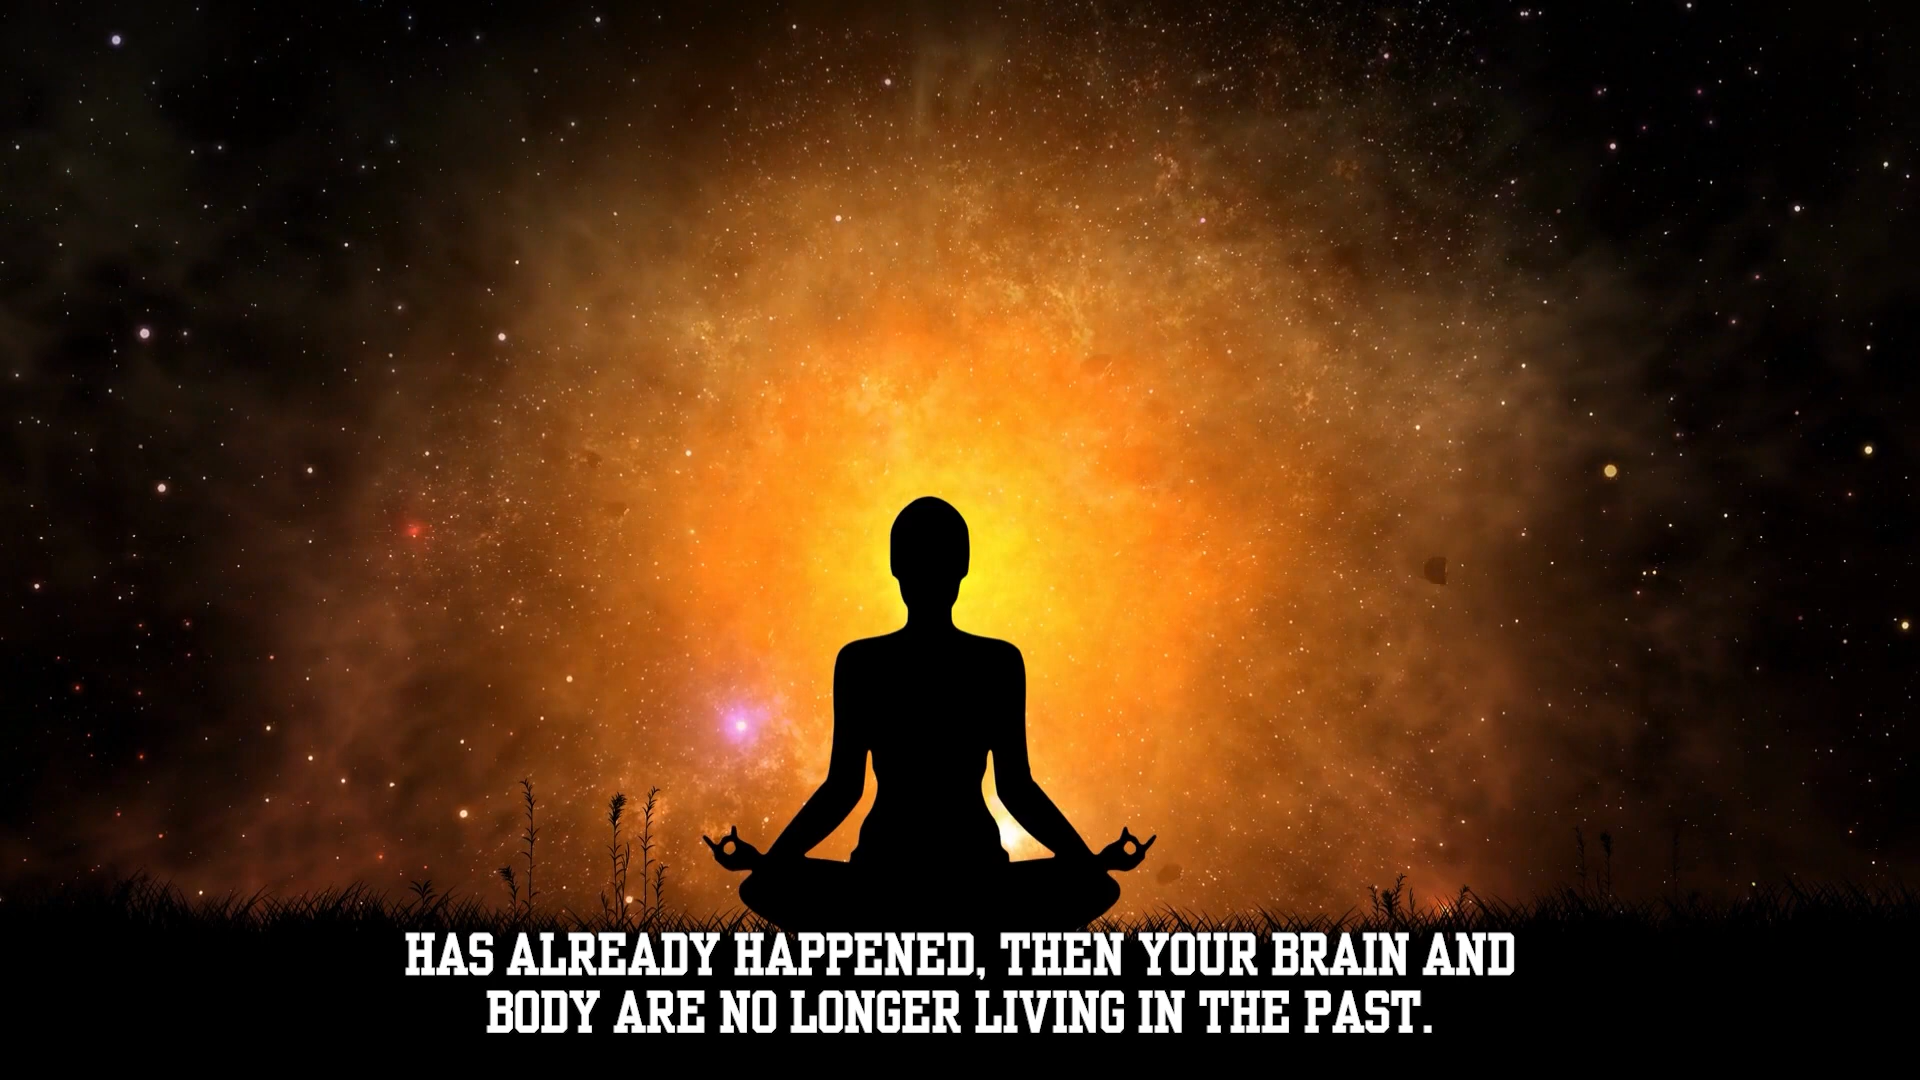 HAS ALREADY HAPPENED, THEN YOUR BRAIN AND
BODY ARE NO LONGER LIVING IN THE PAST.